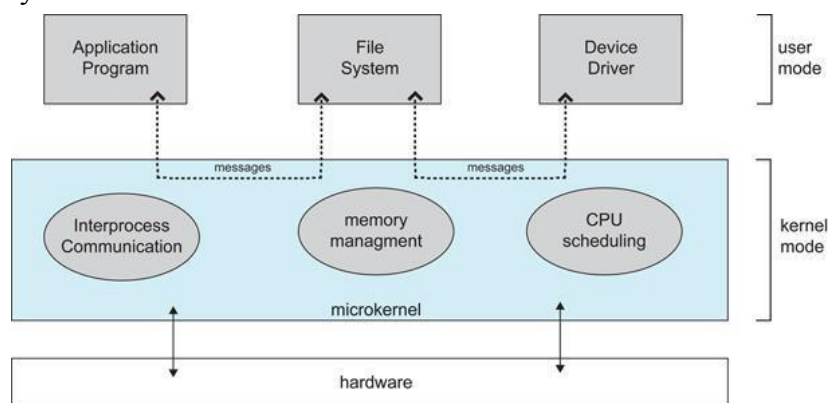 y
Application
Program
File
System
Device
Driver
user
mode
messages
messages
Interprocess
Communication
memory
managment
CPU
scheduling
kernel
mode
microkernel
hardware